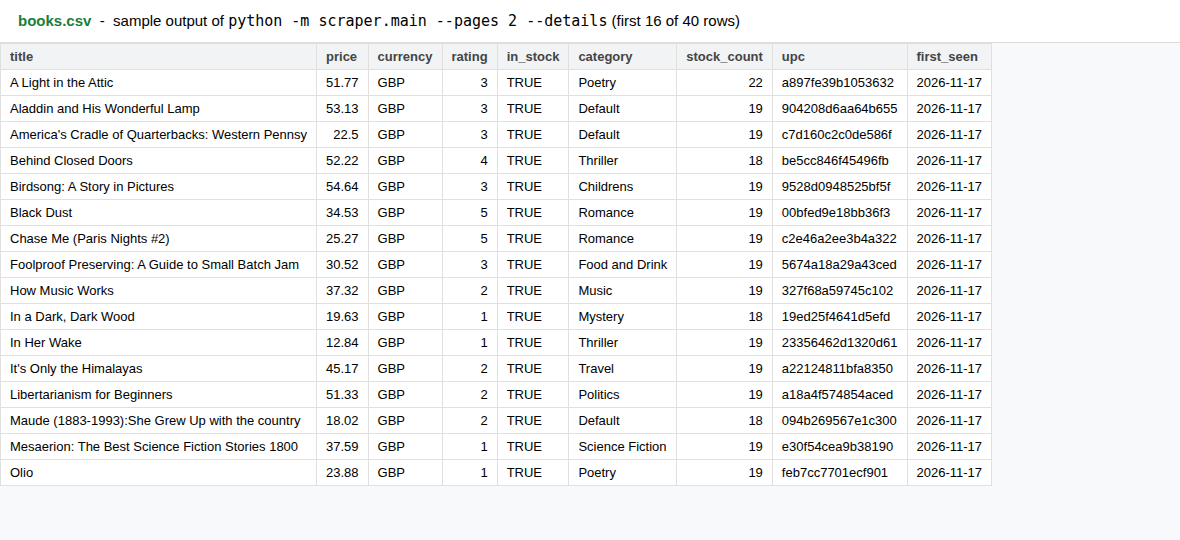 books.csv - sample output of python -m scraper.main --pages 2 --details (first 16 of 40 rows)
title price currency rating in_stock category stock_count upc first_seen
A Light in the Attic 51.77 GBP 3 TRUE Poetry 22 a897fe39b1053632 2026-11-17
Aladdin and His Wonderful Lamp 53.13 GBP 3 TRUE Default 19 904208d6aa64b655 2026-11-17
America's Cradle of Quarterbacks: Western Pennsy 22.5 GBP 3 TRUE Default 19 c7d160c2c0de586f 2026-11-17
Behind Closed Doors 52.22 GBP 4 TRUE Thriller 18 be5cc846f45496fb 2026-11-17
Birdsong: A Story in Pictures 54.64 GBP 3 TRUE Childrens 19 9528d0948525bf5f 2026-11-17
Black Dust 34.53 GBP 5 TRUE Romance 19 00bfed9e18bb36f3 2026-11-17
Chase Me (Paris Nights #2) 25.27 GBP 5 TRUE Romance 19 c2e46a2ee3b4a322 2026-11-17
Foolproof Preserving: A Guide to Small Batch Jam 30.52 GBP 3 TRUE Food and Drink 19 5674a18a29a43ced 2026-11-17
How Music Works 37.32 GBP 2 TRUE Music 19 327f68a59745c102 2026-11-17
In a Dark, Dark Wood 19.63 GBP 1 TRUE Mystery 18 19ed25f4641d5efd 2026-11-17
In Her Wake 12.84 GBP 1 TRUE Thriller 19 23356462d1320d61 2026-11-17
It's Only the Himalayas 45.17 GBP 2 TRUE Travel 19 a22124811bfa8350 2026-11-17
Libertarianism for Beginners 51.33 GBP 2 TRUE Politics 19 a18a4f574854aced 2026-11-17
Maude (1883-1993):She Grew Up with the country 18.02 GBP 2 TRUE Default 18 094b269567e1c300 2026-11-17
Mesaerion: The Best Science Fiction Stories 1800 37.59 GBP 1 TRUE Science Fiction 19 e30f54cea9b38190 2026-11-17
Olio 23.88 GBP 1 TRUE Poetry 19 feb7cc7701ecf901 2026-11-17